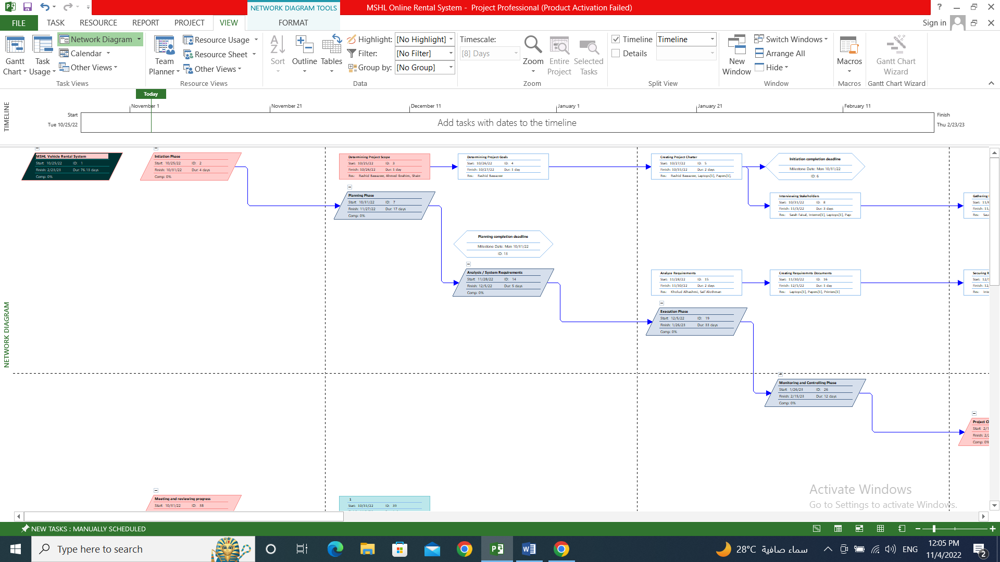 NETWORK DIAGRAM TOOLS
MSHL Online Rental System - Project Professional (Product Activation Failed)
FILE TASK RESOURCE REPORT PROJECT VIEW FORMAT Sign in
Network Diagram
Calendar
Other Views
Gantt Chart
Task Usage
Task Views
Team Planner
Resource Usage
Resource Sheet
Other Views
Resource Views
Sort Outline Tables
Highlight: [No Highlight]
Filter: [No Filter]
Group by: [No Group]
Data
Timescale:
[8] Days
Zoom
Entire Project
Selected Tasks
Zoom
Timeline Timeline
Details
Split View
New Window
Switch Windows
Arrange All
Hide
Window
Macros
Macros
Gantt Chart Wizard
Gantt Chart Wizard
TIMELINE
Today
November 1 November 21 December 11 January 1 January 21 February 11
Start
Tue 10/25/22
Add tasks with dates to the timeline
Finish
Thu 2/23/23
NETWORK DIAGRAM
MSHL Vehicle Rental System
Start: 10/25/22 ID: 1
Finish: 2/23/23 Dur: 76.13 days
Comp: 0%
Intiation Phase
Start: 10/25/22 ID: 2
Finish: 10/31/22 Dur: 4 days
Comp: 0%
Determining Project Scope
Start: 10/25/22 ID: 3
Finish: 10/26/22 Dur: 1 day
Res: Rashid Bawazeer, Ahmed Ibrahim, Shaim
Determining Project Goals
Start: 10/26/22 ID: 4
Finish: 10/27/22 Dur: 1 day
Res: Rashid Bawazeer
Creating Project Charter
Start: 10/27/22 ID: 5
Finish: 10/31/22 Dur: 2 days
Res: Rashid Bawazeer, Laptops[1], Papers[1],
Initiation completion deadline
Milestone Date: Mon 10/31/22
ID: 6
Planning Phase
Start: 10/31/22 ID: 7
Finish: 11/27/22 Dur: 17 days
Comp: 0%
Interviewing Stakeholders
Start: 10/31/22 ID: 8
Finish: 11/3/22 Dur: 3 days
Res: Sarah Faisal, Internet[1], Laptops[1], Pap
Gathering
Start: 11/6
Finish: 11,
Res: Sau
Planning completion deadline
Milestone Date: Mon 10/31/22
ID: 13
Analysis / System Requirements
Start: 11/28/22 ID: 14
Finish: 12/5/22 Dur: 5 days
Comp: 0%
Analyze Requirements
Start: 11/28/22 ID: 15
Finish: 11/30/22 Dur: 2 days
Res: Kholud Alhashmi, Saif Alothman
Creating Requiremnts Documents
Start: 11/30/22 ID: 16
Finish: 12/1/22 Dur: 1 day
Res: Laptops[1], Papers[1], Printers[1]
Securing R
Start: 12/
Finish: 12,
Res: Inte
Execution Phase
Start: 12/5/22 ID: 19
Finish: 1/26/23 Dur: 33 days
Comp: 0%
Monitoring and Controlling Phase
Start: 1/26/23 ID: 26
Finish: 2/15/23 Dur: 12 days
Comp: 0%
Project Cl
Start: 2/1
Finish: 2/2
Comp: 0%
Meeting and reviewing progress
Start: 10/31/22 ID: 38
1
Start: 10/31/22 ID: 39
Activate Windows
Go to Settings to activate Windows.
NEW TASKS : MANUALLY SCHEDULED
Type here to search
28°C سماء صافية
ENG
12:05 PM
11/4/2022
2